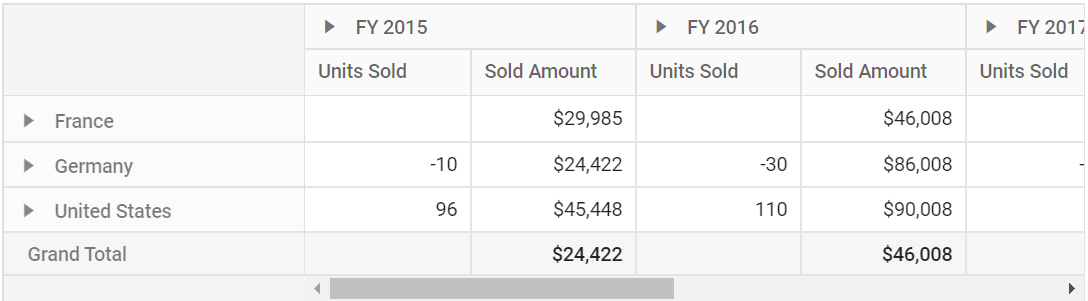 FY 2015 FY 2016 FY 2017
Units Sold Sold Amount Units Sold Sold Amount Units Sold
France $29,985 $46,008
Germany -10 $24,422 -30 $86,008 -
United States 96 $45,448 110 $90,008
Grand Total $24,422 $46,008